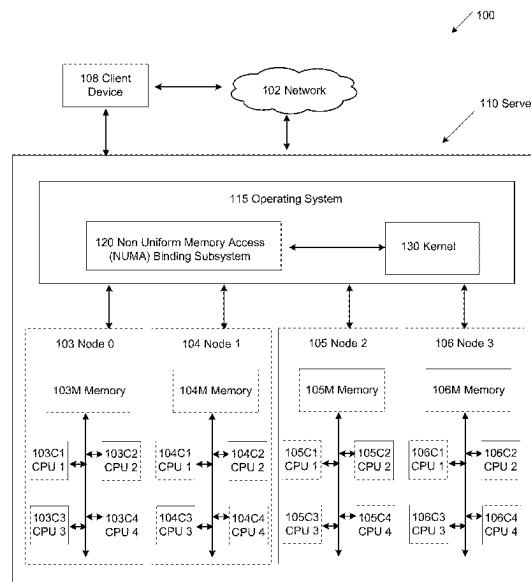 100
108 Client
Device
102 Network
110 Serve
115 Operating System
120 Non Uniform Memory Access
(NUMA) Binding Subsystem
130 Kernel
103 Node 0
104 Node 1
105 Node 2
106 Node 3
103M Memory
104M Memory
105M Memory
106M Memory
103C1
CPU 1
103C2
CPU 2
104C1
CPU 1
104C2
CPU 2
105C1
CPU 1
105C2
CPU 2
106C1
CPU 1
106C2
CPU 2
103C3
CPU 3
103C4
CPU 4
104C3
CPU 3
104C4
CPU 4
105C3
CPU 3
105C4
CPU 4
106C3
CPU 3
106C4
CPU 4